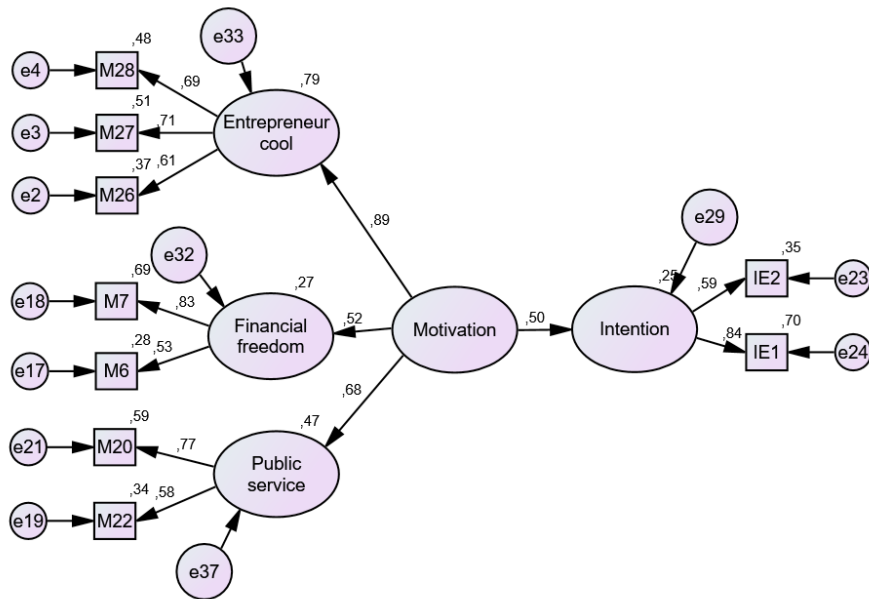 e33
,48
,79
e4
M28
,69
,51
Entrepreneur
cool
e3
M27
,71
,37
,61
e2
M26
,89
e29
e32
,69
,27
,35
,25
,59
IE2
e23
e18
M7
,83
Financial
freedom
,52
Motivation
,50
Intention
,70
,28
,53
,84
IE1
e24
e17
M6
,68
,59
,47
e21
M20
,77
Public
service
,34
,58
e19
M22
e37